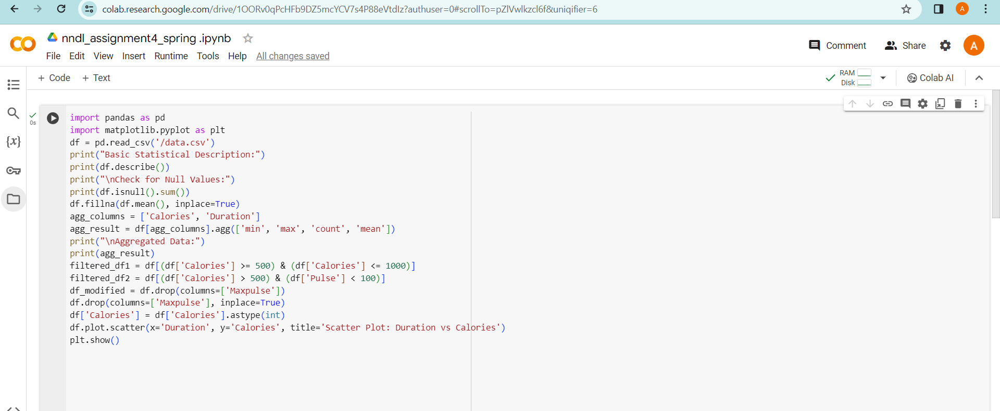 colab.research.google.com/drive/1OORv0qPcHFb9DZ5mcYCV7s4P88eVtdIz?authuser=0#scrollTo=pZlVwlkzcl6f&uniqifier=6
A
nndl_assignment4_spring .ipynb
File Edit View Insert Runtime Tools Help All changes saved
Comment Share A
+ Code + Text
RAM
Disk
Colab AI
0s
{x}
import pandas as pd
import matplotlib.pyplot as plt
df = pd.read_csv('/data.csv')
print("Basic Statistical Description:")
print(df.describe())
print("\nCheck for Null Values:")
print(df.isnull().sum())
df.fillna(df.mean(), inplace=True)
agg_columns = ['Calories', 'Duration']
agg_result = df[agg_columns].agg(['min', 'max', 'count', 'mean'])
print("\nAggregated Data:")
print(agg_result)
filtered_df1 = df[(df['Calories'] >= 500) & (df['Calories'] <= 1000)]
filtered_df2 = df[(df['Calories'] > 500) & (df['Pulse'] < 100)]
df_modified = df.drop(columns=['Maxpulse'])
df.drop(columns=['Maxpulse'], inplace=True)
df['Calories'] = df['Calories'].astype(int)
df.plot.scatter(x='Duration', y='Calories', title='Scatter Plot: Duration vs Calories')
plt.show()